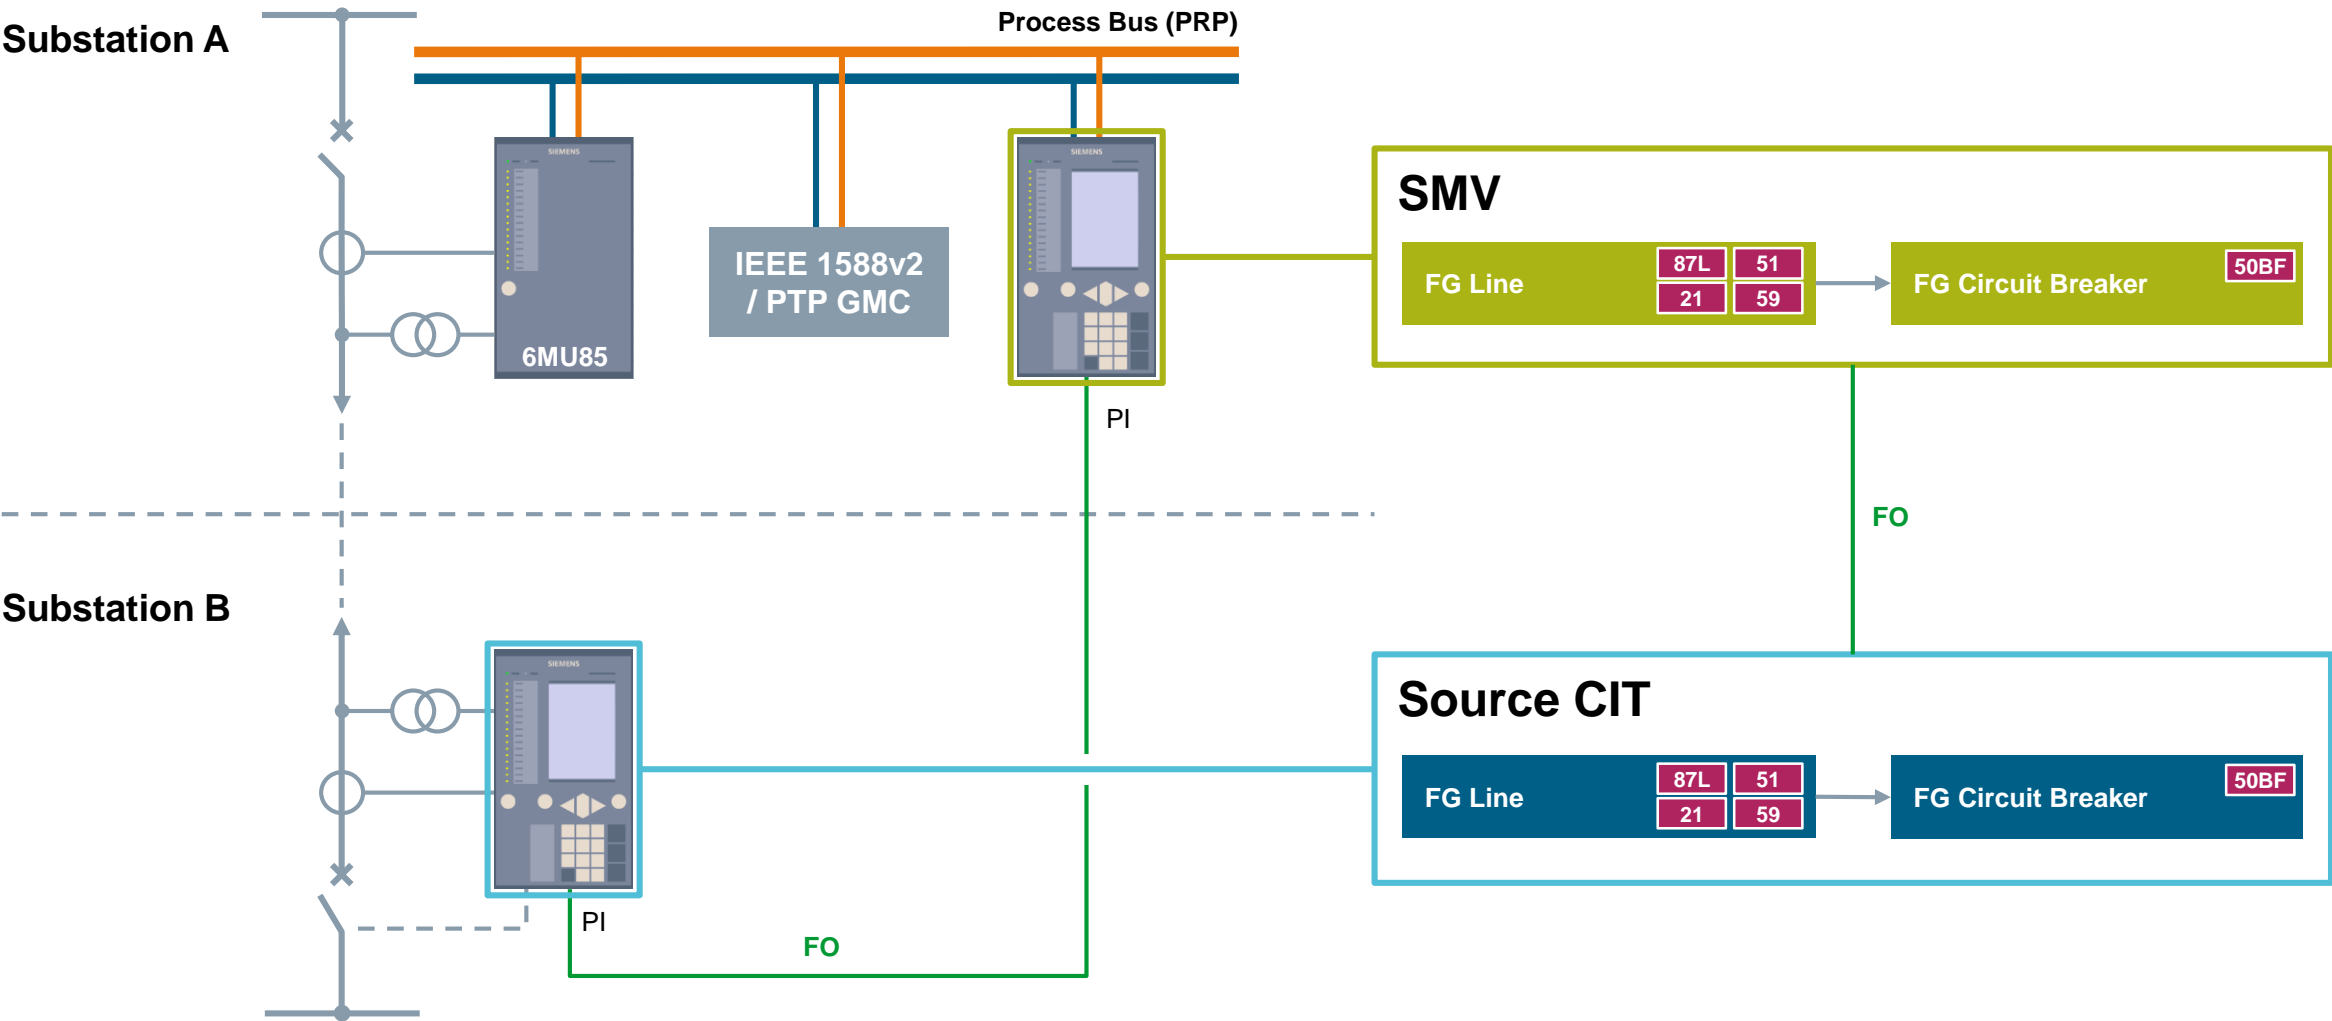 Process Bus (PRP)
Substation A
SIEMENS
SIEMENS
6MU85
IEEE 1588v2
/ PTP GMC
PI
SMV
FG Line
87L
51
21
59
FG Circuit Breaker
50BF
FO
Substation B
SIEMENS
PI
FO
Source CIT
FG Line
87L
51
21
59
FG Circuit Breaker
50BF